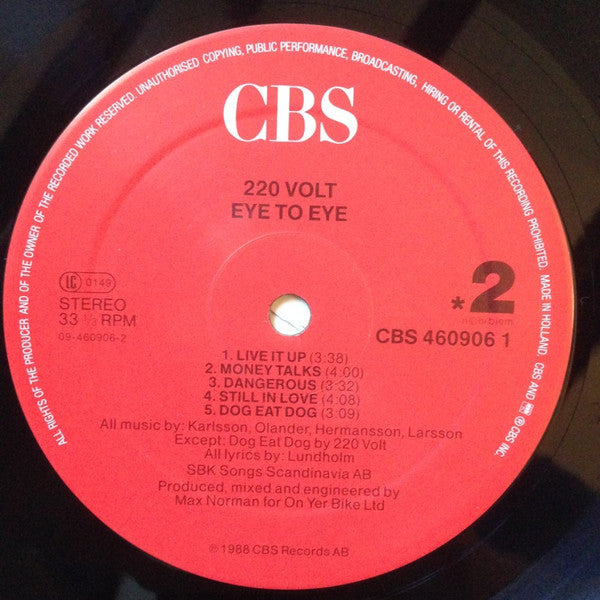 ALL RIGHTS OF THE PRODUCER AND OF THE OWNER OF THE RECORDED WORK RESERVED. UNAUTHORISED COPYING, PUBLIC PERFORMANCE, BROADCASTING, HIRING OR RENTAL OF THIS RECORDING PROHIBITED. MADE IN HOLLAND. CBS AND ℗ CBS INC.
CBS
220 VOLT
EYE TO EYE
LC 0149
STEREO
33 ⅓ RPM
09-460906-2
*2
ncb/biem
CBS 460906 1
1. LIVE IT UP (3:38)
2. MONEY TALKS (4:00)
3. DANGEROUS (3:32)
4. STILL IN LOVE (4:08)
5. DOG EAT DOG (3:09)
All music by: Karlsson, Olander, Hermansson, Larsson
Except: Dog Eat Dog by 220 Volt
All lyrics by: Lundholm
SBK Songs Scandinavia AB
Produced, mixed and engineered by
Max Norman for On Yer Bike Ltd
℗ 1988 CBS Records AB